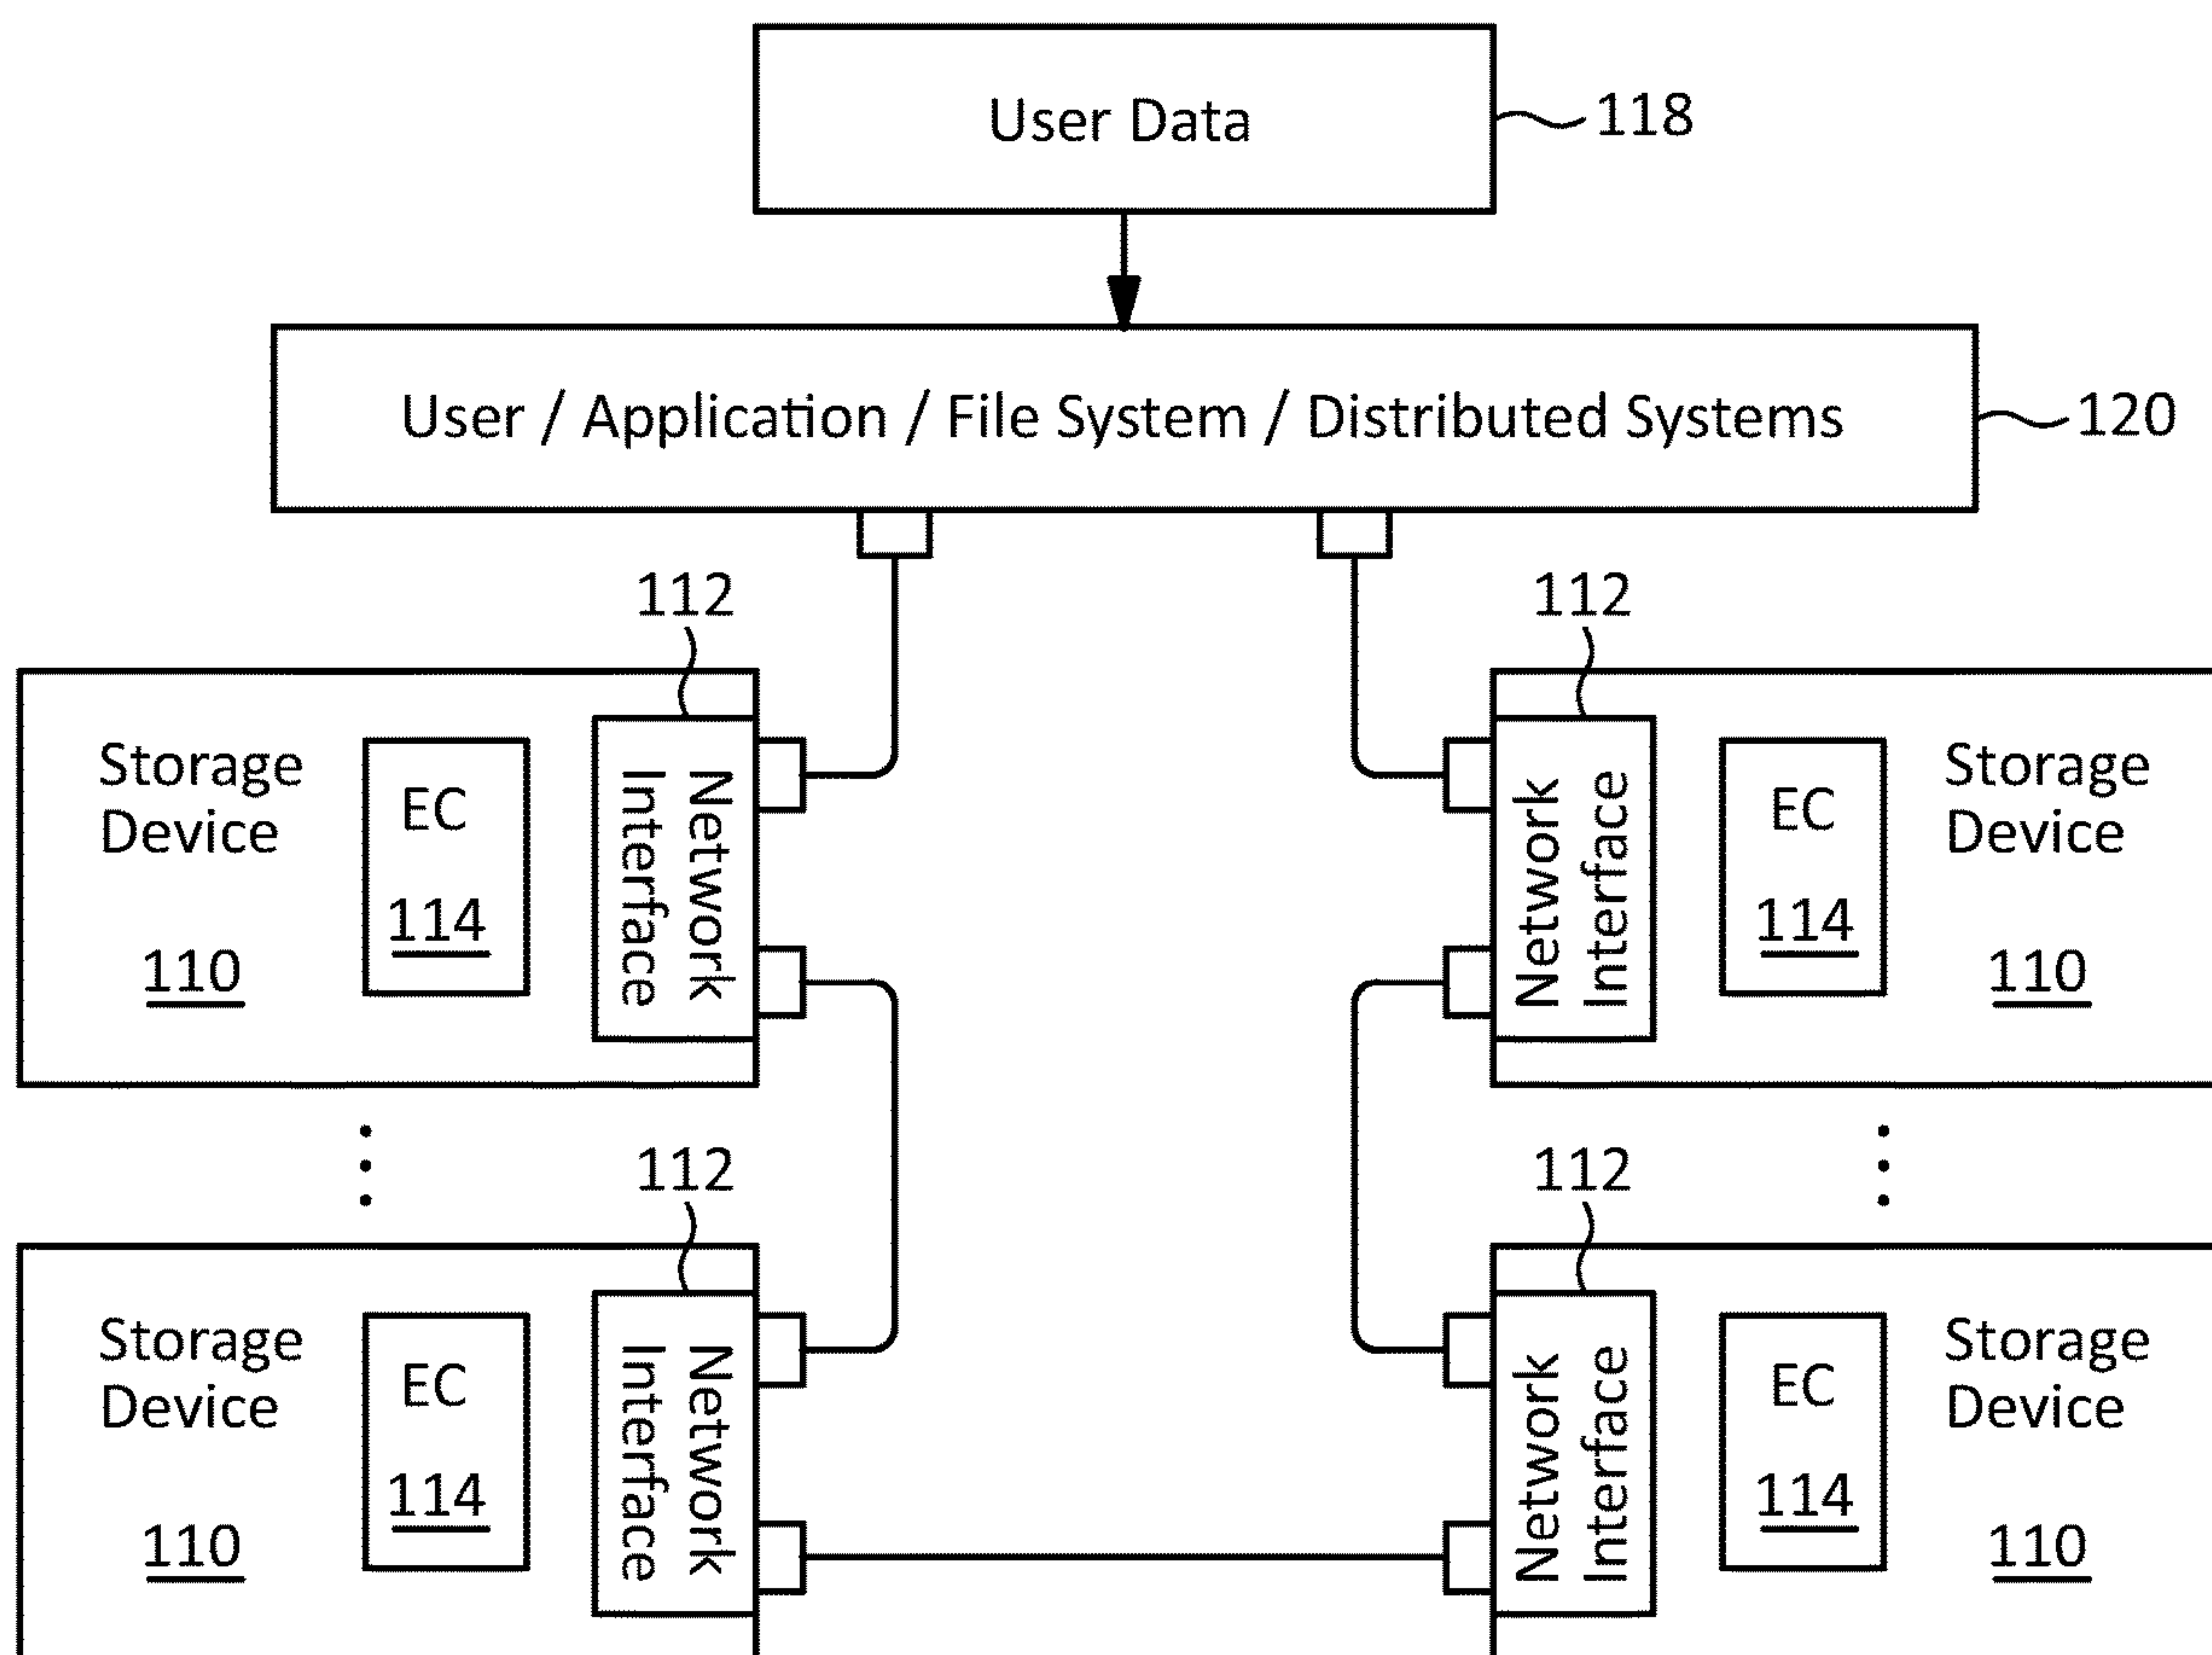 User Data
118
User / Application / File System / Distributed Systems
120
112
112
Storage
Device
110
EC
114
Network
Interface
Network
Interface
EC
114
Storage
Device
110
112
112
Storage
Device
110
EC
114
Network
Interface
Network
Interface
EC
114
Storage
Device
110